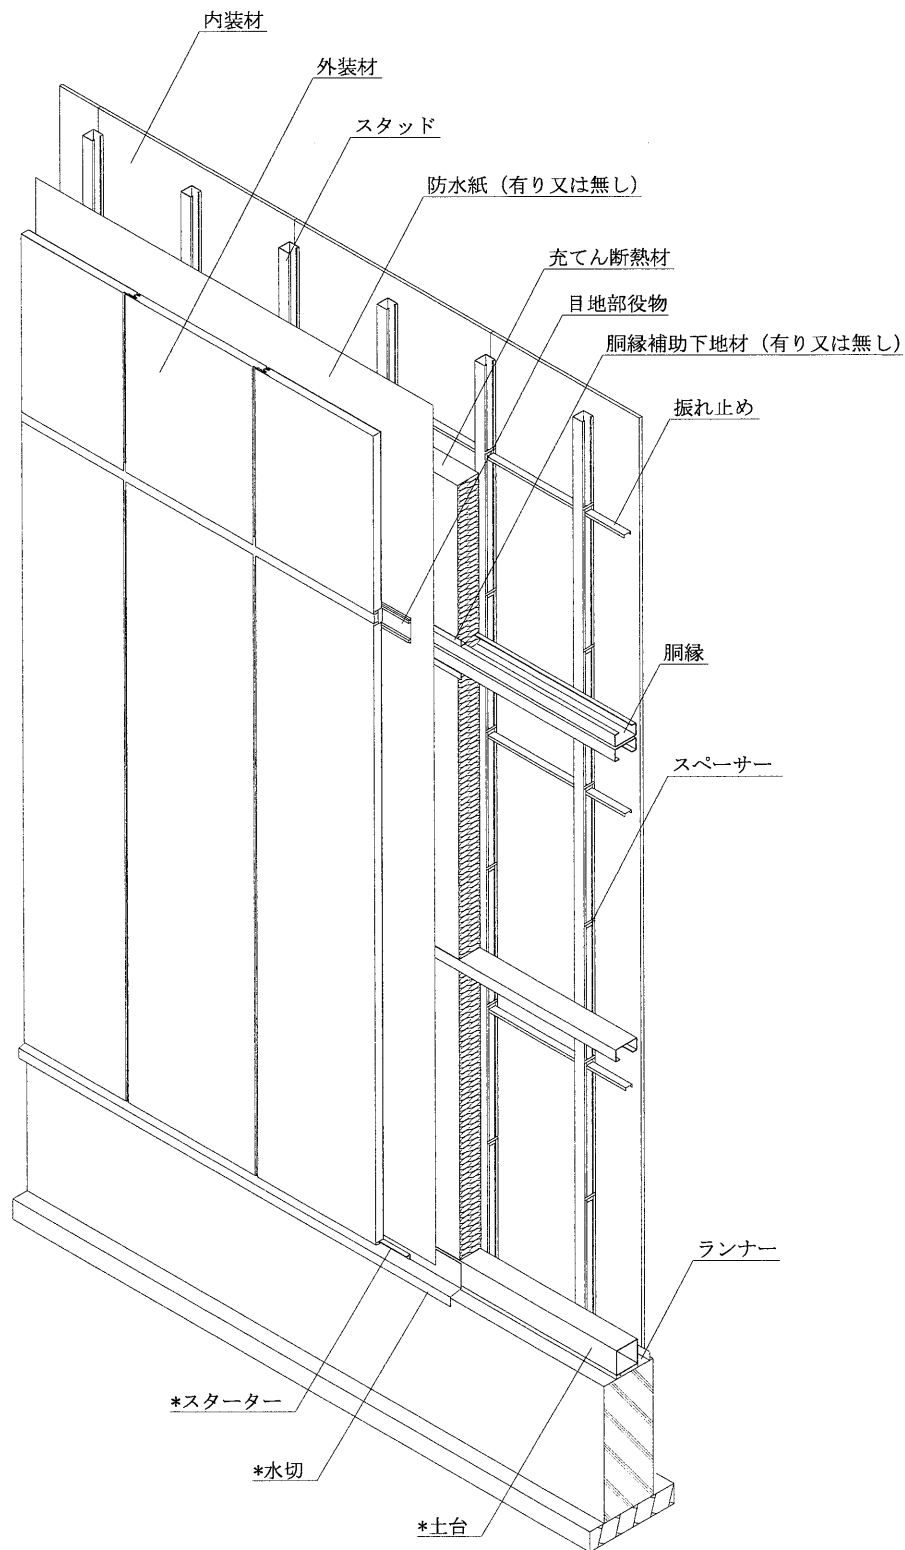 内装材
外装材
スタッド
防水紙（有り又は無し）
充てん断熱材
目地部役物
胴縁補助下地材（有り又は無し）
振れ止め
胴縁
スペーサー
ランナー
*スターター
*水切
*土台